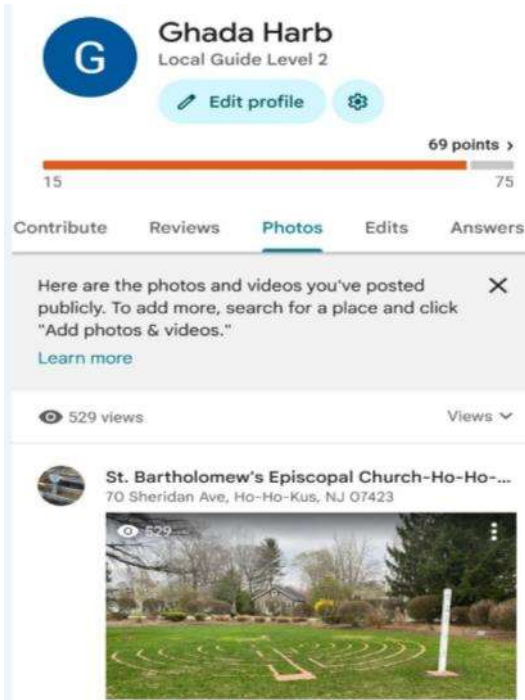 G
Ghada Harb
Local Guide Level 2
Edit profile
69 points >
15
75
Contribute Reviews Photos Edits Answers
Here are the photos and videos you've posted
publicly. To add more, search for a place and click
"Add photos & videos."
Learn more
529 views
Views
St. Bartholomew's Episcopal Church-Ho-Ho-...
70 Sheridan Ave, Ho-Ho-Kus, NJ 07423
529